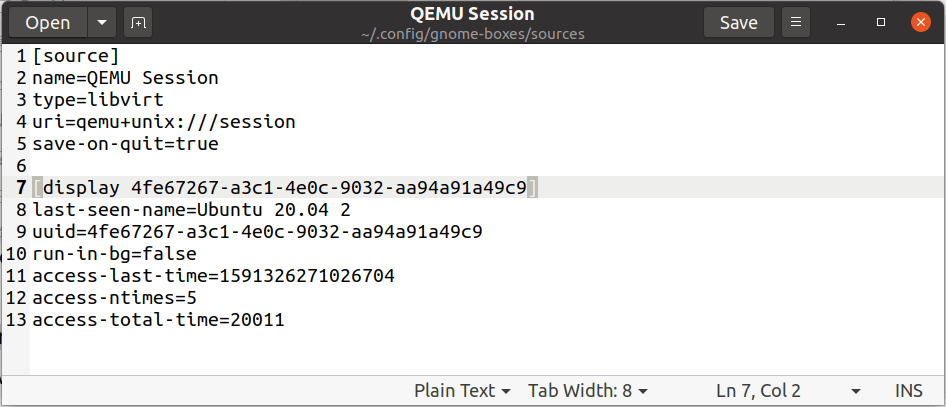 Open
QEMU Session
~/.config/gnome-boxes/sources
Save
1 [source]
2 name=QEMU Session
3 type=libvirt
4 uri=qemu+unix:///session
5 save-on-quit=true
6
7 [display 4fe67267-a3c1-4e0c-9032-aa94a91a49c9]
8 last-seen-name=Ubuntu 20.04 2
9 uuid=4fe67267-a3c1-4e0c-9032-aa94a91a49c9
10 run-in-bg=false
11 access-last-time=1591326271026704
12 access-ntimes=5
13 access-total-time=20011
Plain Text Tab Width: 8 Ln 7, Col 2 INS